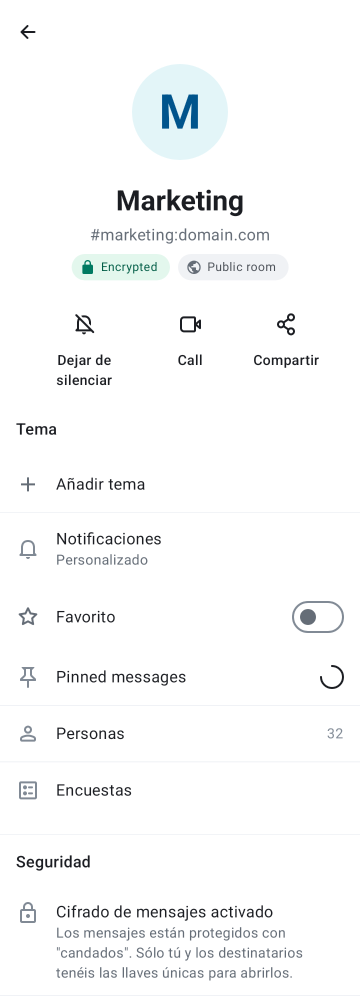 M
Marketing
#marketing:domain.com
Encrypted
Public room
Dejar de
silenciar
Call
Compartir
Tema
Añadir tema
Notificaciones
Personalizado
Favorito
Pinned messages
Personas
32
Encuestas
Seguridad
Cifrado de mensajes activado
Los mensajes están protegidos con
"candados". Sólo tú y los destinatarios
tenéis las llaves únicas para abrirlos.